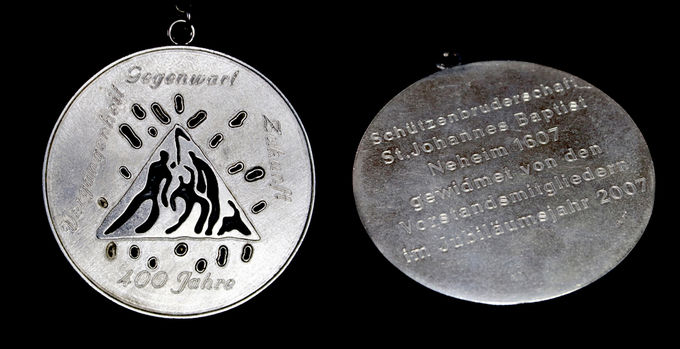 Vergangenheit
Gegenwart
Zukunft
400 Jahre
Schützenbruderschaft
St. Johannes Baptist
Neheim 1607
gewidmet von den
Vorstandsmitgliedern
im Jubiläumsjahr 2007